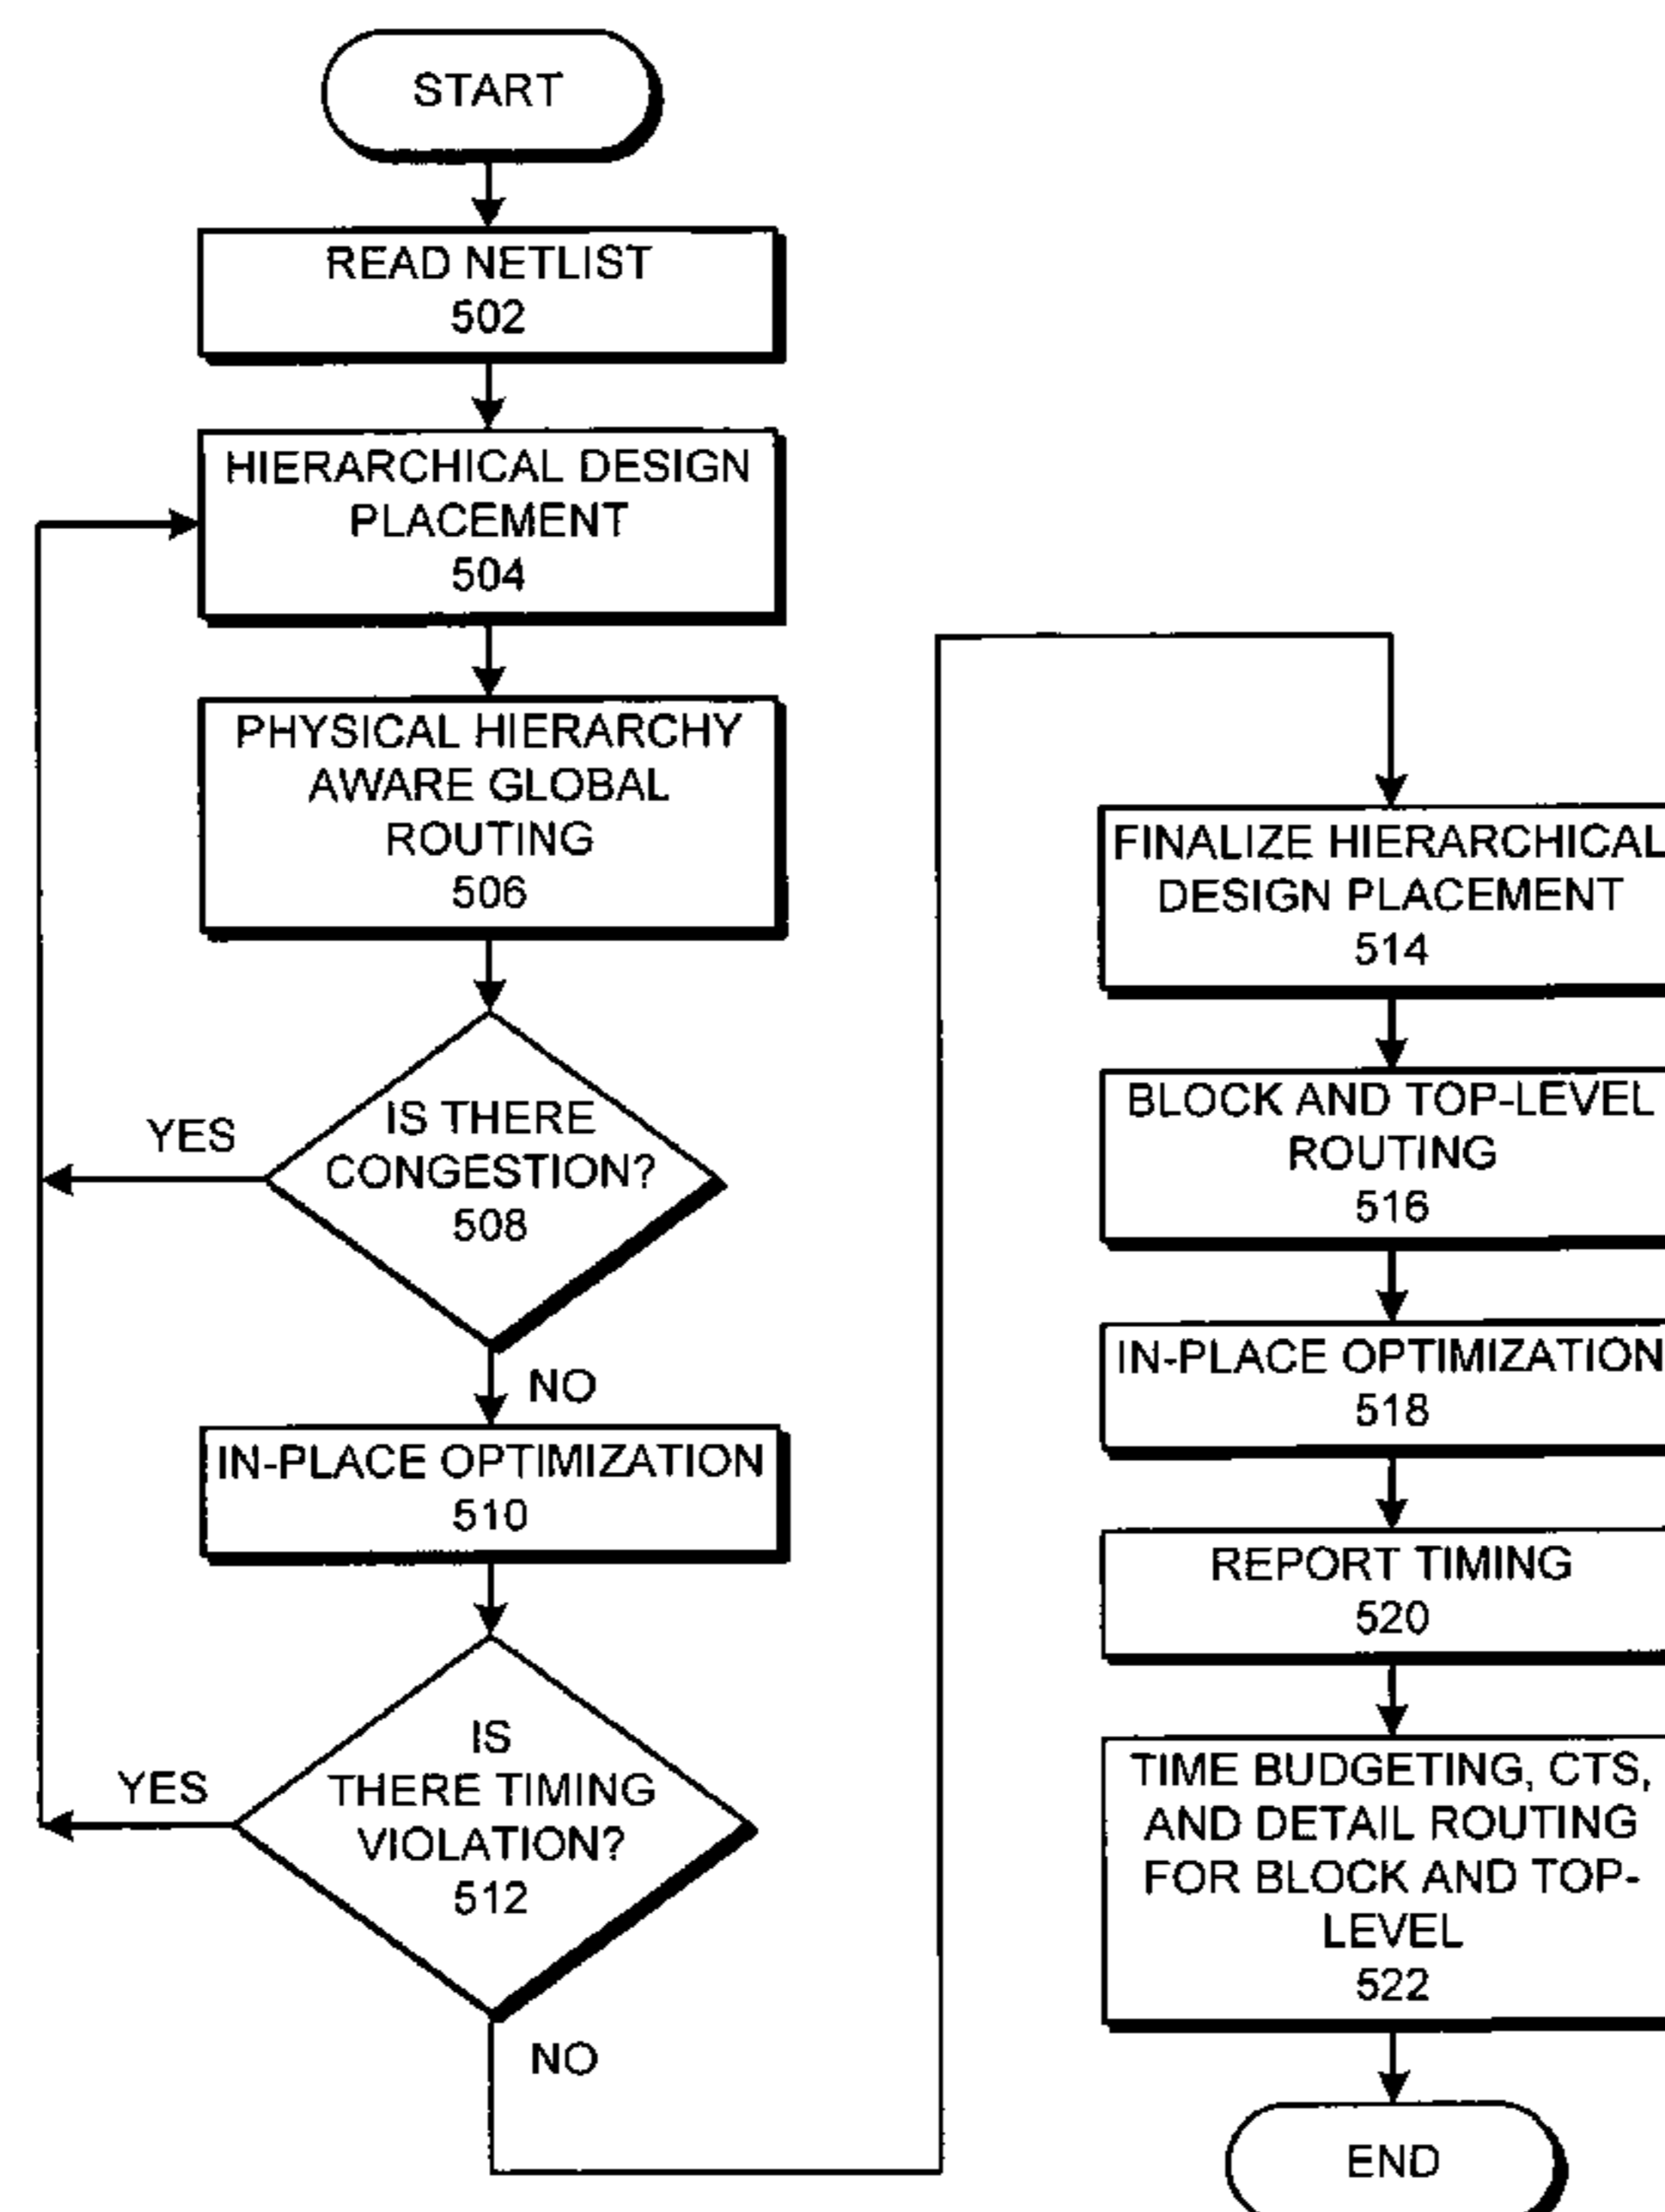 START
READ NETLIST
502
HIERARCHICAL DESIGN
PLACEMENT
504
PHYSICAL HIERARCHY
AWARE GLOBAL
ROUTING
506
IS THERE
CONGESTION?
508
YES
NO
IN-PLACE OPTIMIZATION
510
IS
THERE TIMING
VIOLATION?
512
YES
NO
FINALIZE HIERARCHICAL
DESIGN PLACEMENT
514
BLOCK AND TOP-LEVEL
ROUTING
516
IN-PLACE OPTIMIZATION
518
REPORT TIMING
520
TIME BUDGETING, CTS,
AND DETAIL ROUTING
FOR BLOCK AND TOP-
LEVEL
522
END